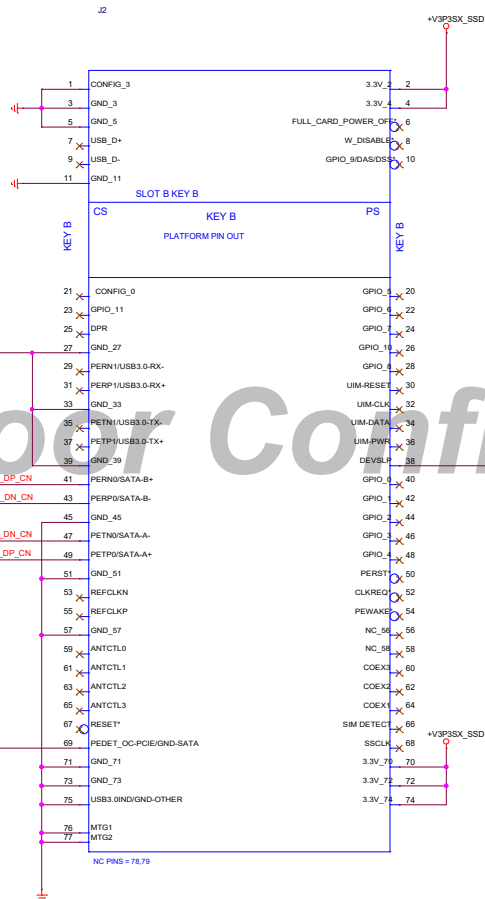 J2
+V3P3SX_SSD
1 CONFIG_3 3.3V_2 2
3 GND_3 3.3V_4 4
5 GND_5 FULL_CARD_POWER_OFF* 6
7 USB_D+ W_DISABLE* 8
9 USB_D- GPIO_9/DAS/DSS* 10
11 GND_11
SLOT B KEY B
CS KEY B PS
KEY B PLATFORM PIN OUT KEY B
21 CONFIG_0 GPIO_5 20
23 GPIO_11 GPIO_6 22
25 DPR GPIO_7 24
27 GND_27 GPIO_10 26
29 PERN1/USB3.0-RX- GPIO_8 28
31 PERP1/USB3.0-RX+ UIM-RESET 30
33 GND_33 UIM-CLK 32
35 PETN1/USB3.0-TX- UIM-DATA 34
37 PETP1/USB3.0-TX+ UIM-PWR 36
oor Confi
39 GND_39 DEVSLP 38
_DP_CN 41 PERN0/SATA-B+ GPIO_0 40
_DN_CN 43 PERP0/SATA-B- GPIO_1 42
45 GND_45 GPIO_2 44
_DN_CN 47 PETN0/SATA-A- GPIO_3 46
_DP_CN 49 PETP0/SATA-A+ GPIO_4 48
51 GND_51 PERST* 50
53 REFCLKN CLKREQ* 52
55 REFCLKP PEWAKE* 54
57 GND_57 NC_56 56
59 ANTCTL0 NC_58 58
61 ANTCTL1 COEX3 60
63 ANTCTL2 COEX2 62
65 ANTCTL3 COEX1 64
67 RESET* SIM DETECT 66
+V3P3SX_SSD
69 PEDET_OC-PCIE/GND-SATA SSCLK 68
71 GND_71 3.3V_70 70
73 GND_73 3.3V_72 72
75 USB3.0IND/GND-OTHER 3.3V_74 74
76 MTG1
77 MTG2
NC PINS = 78,79